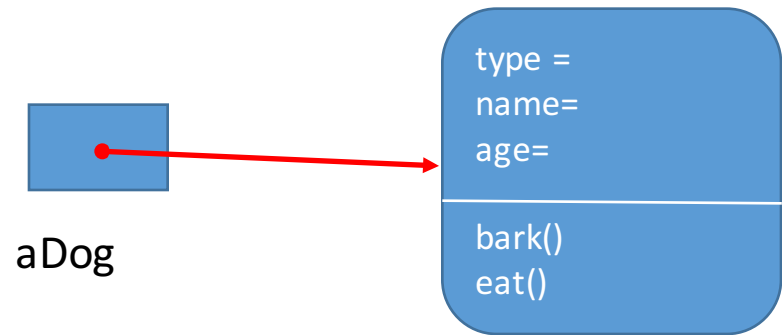 aDog
type =
name=
age=
bark()
eat()